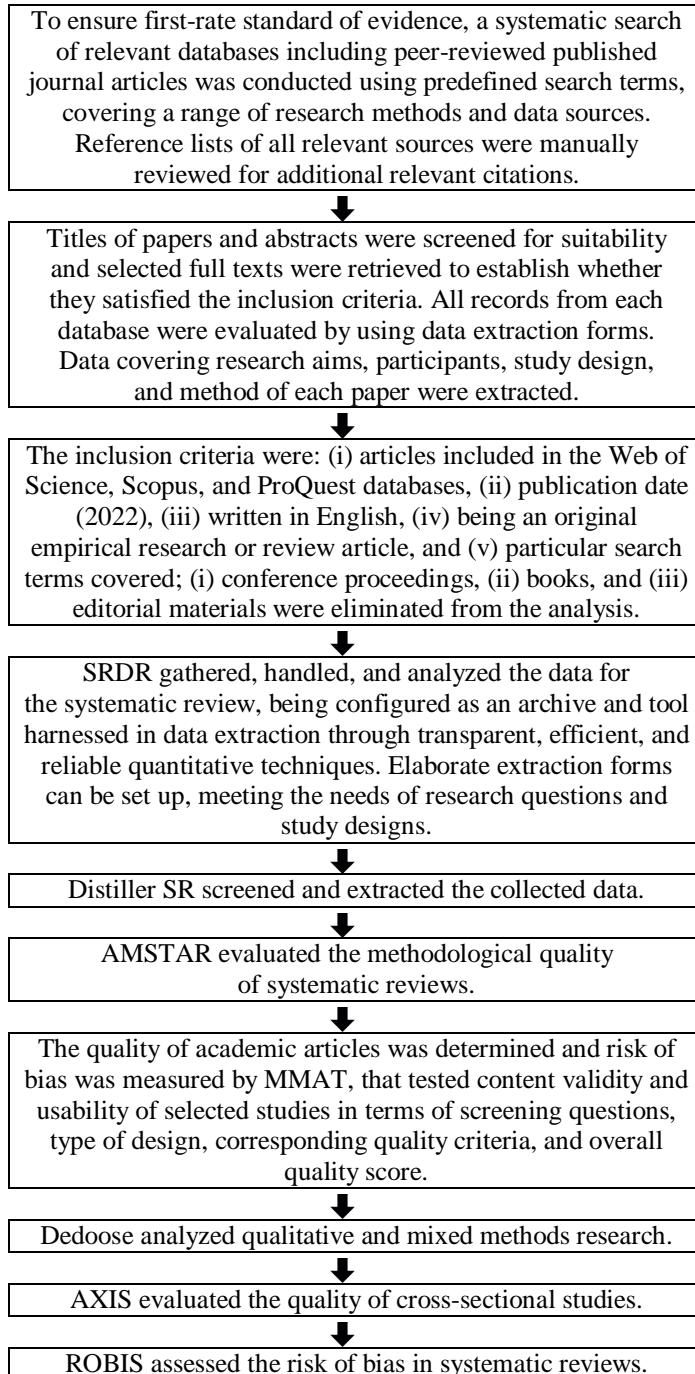 To ensure first-rate standard of evidence, a systematic search
of relevant databases including peer-reviewed published
journal articles was conducted using predefined search terms,
covering a range of research methods and data sources.
Reference lists of all relevant sources were manually
reviewed for additional relevant citations.
Titles of papers and abstracts were screened for suitability
and selected full texts were retrieved to establish whether
they satisfied the inclusion criteria. All records from each
database were evaluated by using data extraction forms.
Data covering research aims, participants, study design,
and method of each paper were extracted.
The inclusion criteria were: (i) articles included in the Web of
Science, Scopus, and ProQuest databases, (ii) publication date
(2022), (iii) written in English, (iv) being an original
empirical research or review article, and (v) particular search
terms covered; (i) conference proceedings, (ii) books, and (iii)
editorial materials were eliminated from the analysis.
SRDR gathered, handled, and analyzed the data for
the systematic review, being configured as an archive and tool
harnessed in data extraction through transparent, efficient, and
reliable quantitative techniques. Elaborate extraction forms
can be set up, meeting the needs of research questions and
study designs.
Distiller SR screened and extracted the collected data.
AMSTAR evaluated the methodological quality
of systematic reviews.
The quality of academic articles was determined and risk of
bias was measured by MMAT, that tested content validity and
usability of selected studies in terms of screening questions,
type of design, corresponding quality criteria, and overall
quality score.
Dedoose analyzed qualitative and mixed methods research.
AXIS evaluated the quality of cross-sectional studies.
ROBIS assessed the risk of bias in systematic reviews.